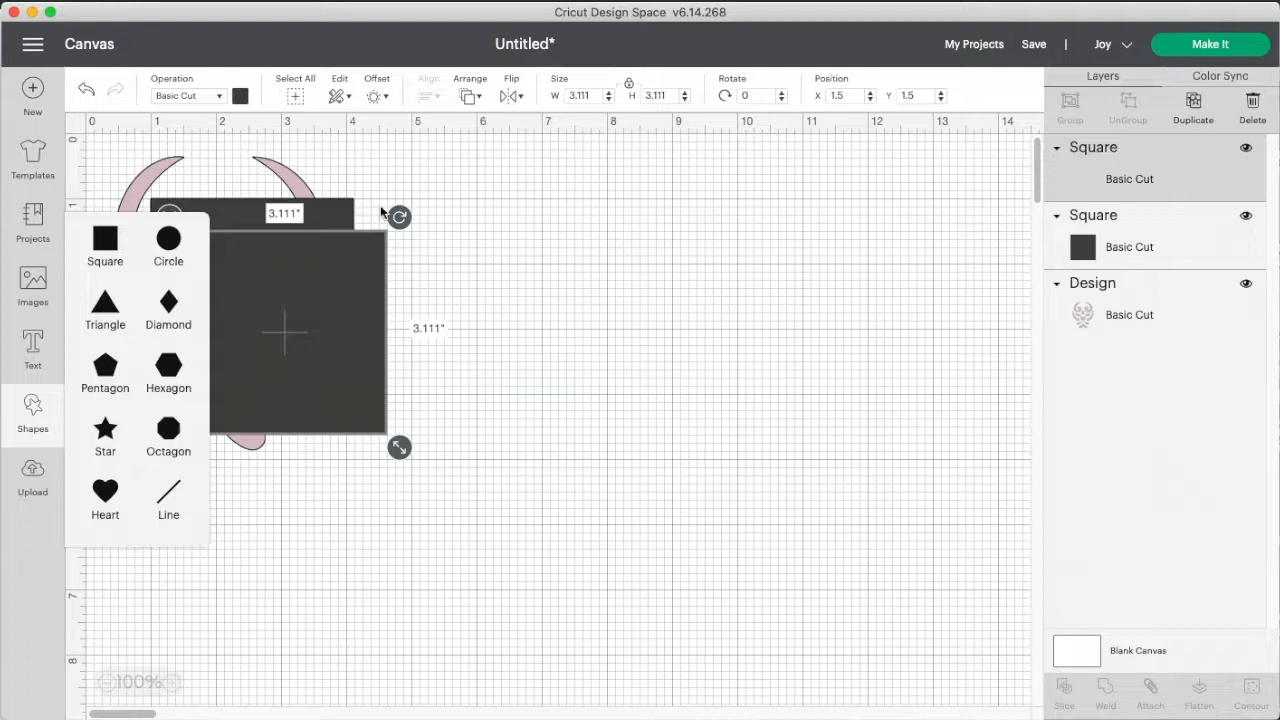 Cricut Design Space v6.14.268
Canvas
Untitled*
My Projects Save | Joy Make It
Operation
Basic Cut
Select All
Edit
Offset
Align
Arrange
Flip
Size
W 3.111 H 3.111
Rotate
0
Position
X 1.5 Y 1.5
Layers Color Sync
Group UnGroup Duplicate Delete
New
Templates
Projects
Images
Text
Shapes
Upload
0 1 2 3 4 5 6 7 8 9 10 11 12 13 14
0
1
7
8
Square Circle
Triangle Diamond
Pentagon Hexagon
Star Octagon
Heart Line
3.111"
3.111"
100%
Square
Basic Cut
Square
Basic Cut
Design
Basic Cut
Blank Canvas
Slice Weld Attach Flatten Contour